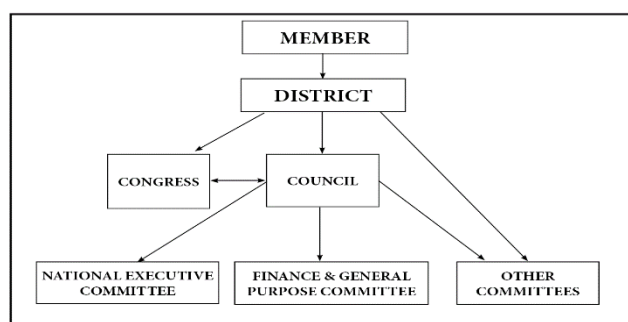 MEMBER
DISTRICT
CONGRESS
COUNCIL
NATIONAL EXECUTIVE
COMMITTEE
FINANCE & GENERAL
PURPOSE COMMITTEE
OTHER
COMMITTEES